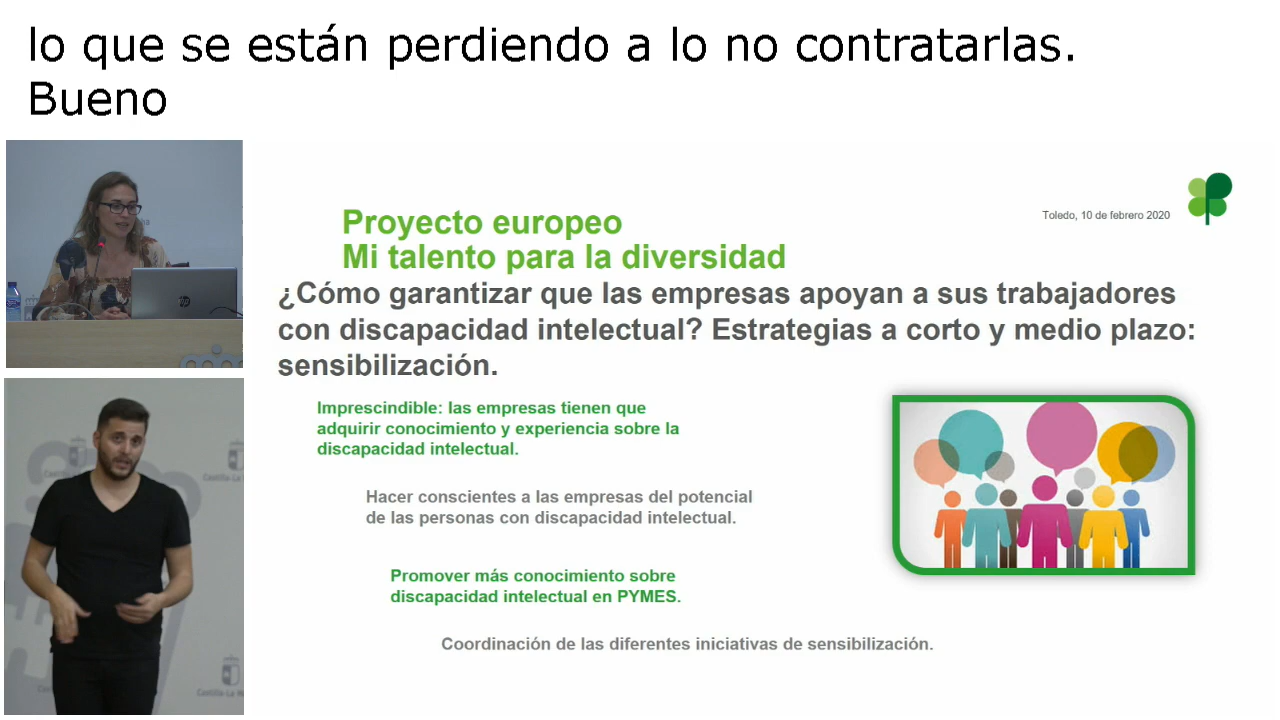 lo que se están perdiendo a lo no contratarlas.
Bueno
Toledo, 10 de febrero 2020
Proyecto europeo
Mi talento para la diversidad
¿Cómo garantizar que las empresas apoyan a sus trabajadores
con discapacidad intelectual? Estrategias a corto y medio plazo:
sensibilización.
Imprescindible: las empresas tienen que
adquirir conocimiento y experiencia sobre la
discapacidad intelectual.
Hacer conscientes a las empresas del potencial
de las personas con discapacidad intelectual.
Promover más conocimiento sobre
discapacidad intelectual en PYMES.
Coordinación de las diferentes iniciativas de sensibilización.
hp
Castilla-La